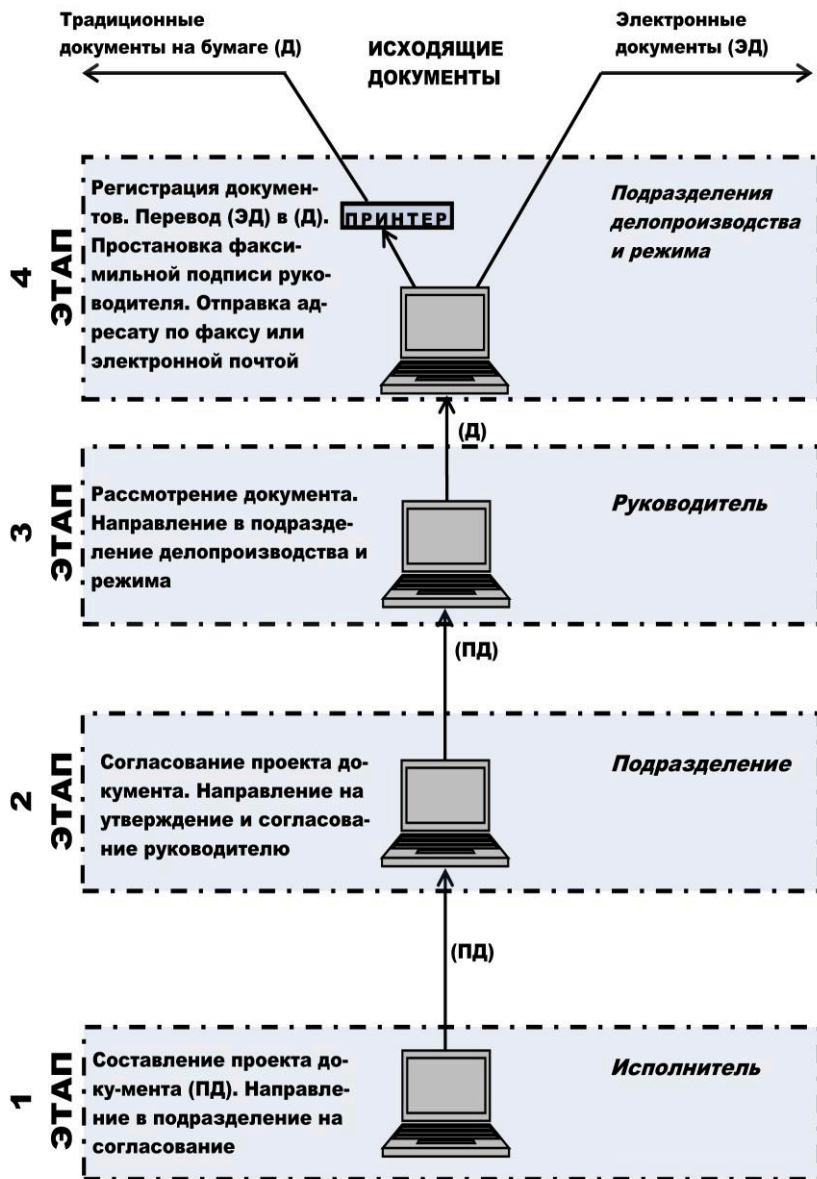 Традиционные
документы на бумаге (Д)
ИСХОДЯЩИЕ
ДОКУМЕНТЫ
Электронные
документы (ЭД)
4
ЭТАП
Регистрация докумен-
тов. Перевод (ЭД) в (Д).
Простановка факси-
мильной подписи руко-
водителя. Отправка ад-
ресату по факсу или
электронной почтой
ПРИНТЕР
Подразделения
делопроизводства
и режима
(Д)
3
ЭТАП
Рассмотрение документа.
Направление в подразде-
ление делопроизводства и
режима
Руководитель
(ПД)
2
ЭТАП
Согласование проекта до-
кумента. Направление на
утверждение и согласова-
ние руководителю
Подразделение
(ПД)
1
ЭТАП
Составление проекта до-
ку-мента (ПД). Направле-
ние в подразделение на
согласование
Исполнитель